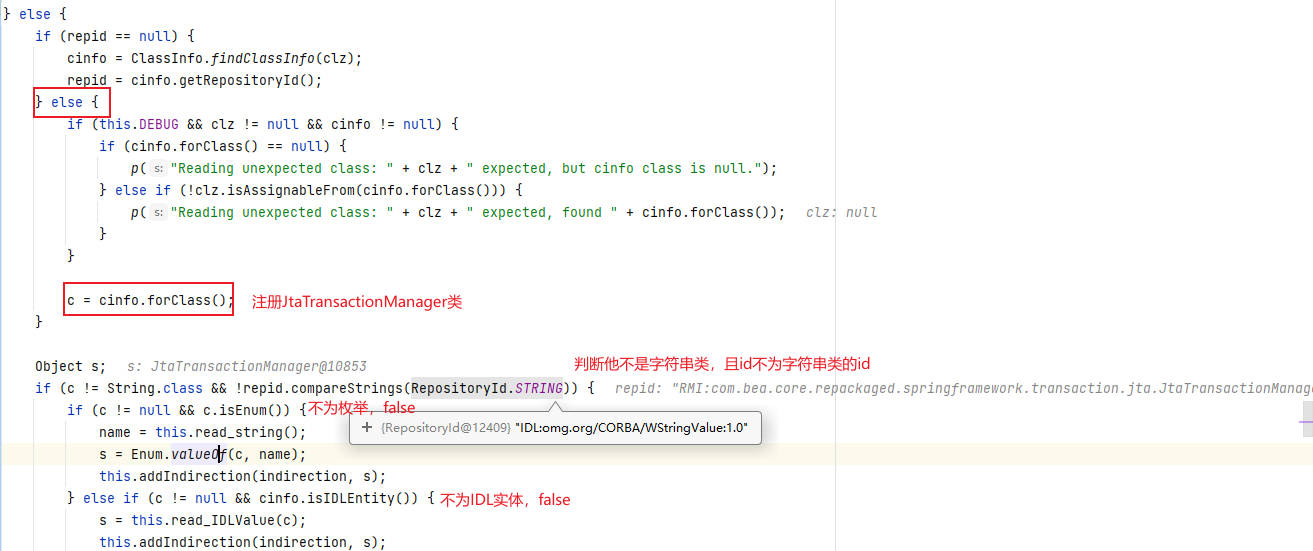 } else {
if (repid == null) {
cinfo = ClassInfo.findClassInfo(clz);
repid = cinfo.getRepositoryId();
} else {
if (this.DEBUG && clz != null && cinfo != null) {
if (cinfo.forClass() == null) {
p( s: "Reading unexpected class: " + clz + " expected, but cinfo class is null.");
} else if (!clz.isAssignableFrom(cinfo.forClass())) {
p( s: "Reading unexpected class: " + clz + " expected, found " + cinfo.forClass()); clz: null
}
}
c = cinfo.forClass(); 注册JtaTransactionManager类
}
Object s; s: JtaTransactionManager@10853
判断他不是字符串类，且id不为字符串类的id
if (c != String.class && !repid.compareStrings(RepositoryId.STRING)) { repid: "RMI:com.bea.core.repackaged.springframework.transaction.jta.JtaTransactionManag
if (c != null && c.isEnum()) { 不为枚举，false
name = this.read_string();
+ {RepositoryId@12409} "IDL:omg.org/CORBA/WStringValue:1.0"
s = Enum.valueOf(c, name);
this.addIndirection(indirection, s);
} else if (c != null && cinfo.isIDLEntity()) { 不为IDL实体，false
s = this.read_IDLValue(c);
this.addIndirection(indirection, s);